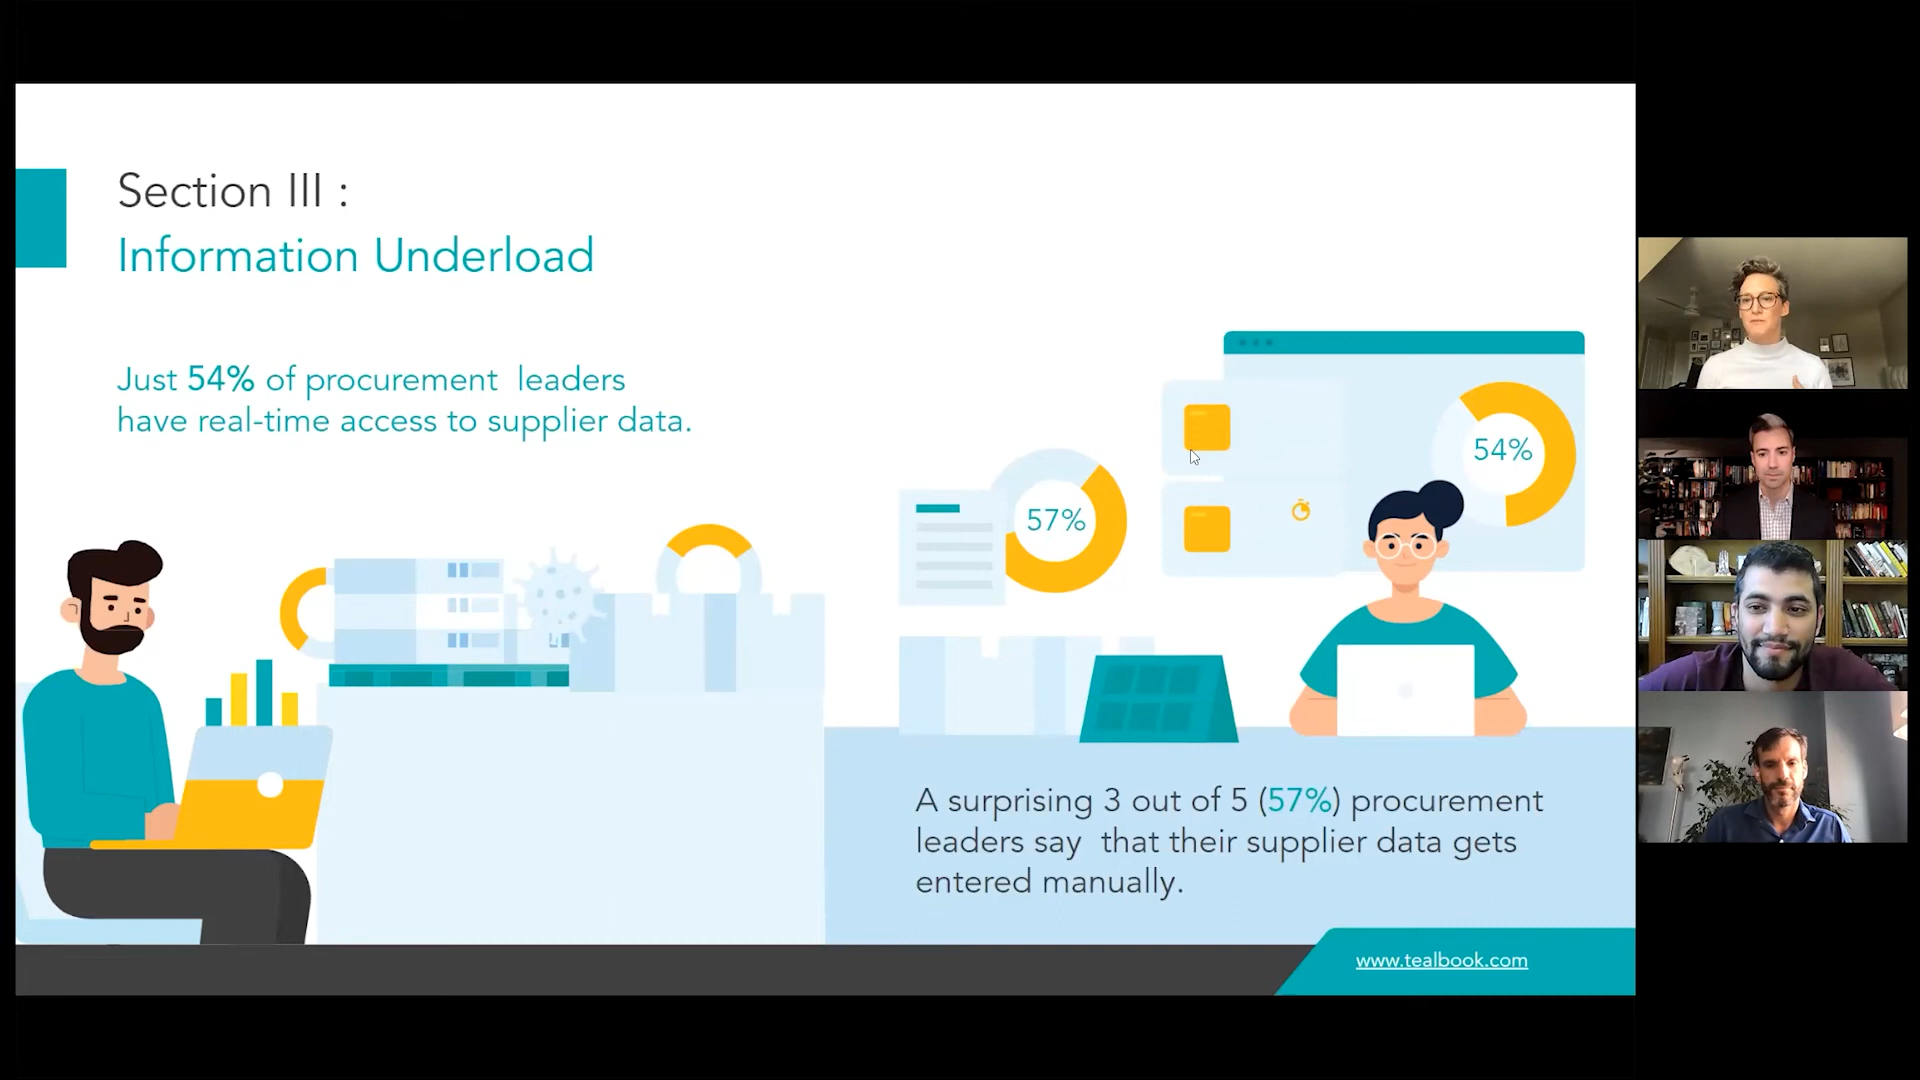 Section III :
Information Underload
Just 54% of procurement leaders
have real-time access to supplier data.
57%
54%
A surprising 3 out of 5 (57%) procurement
leaders say that their supplier data gets
entered manually.
www.tealbook.com